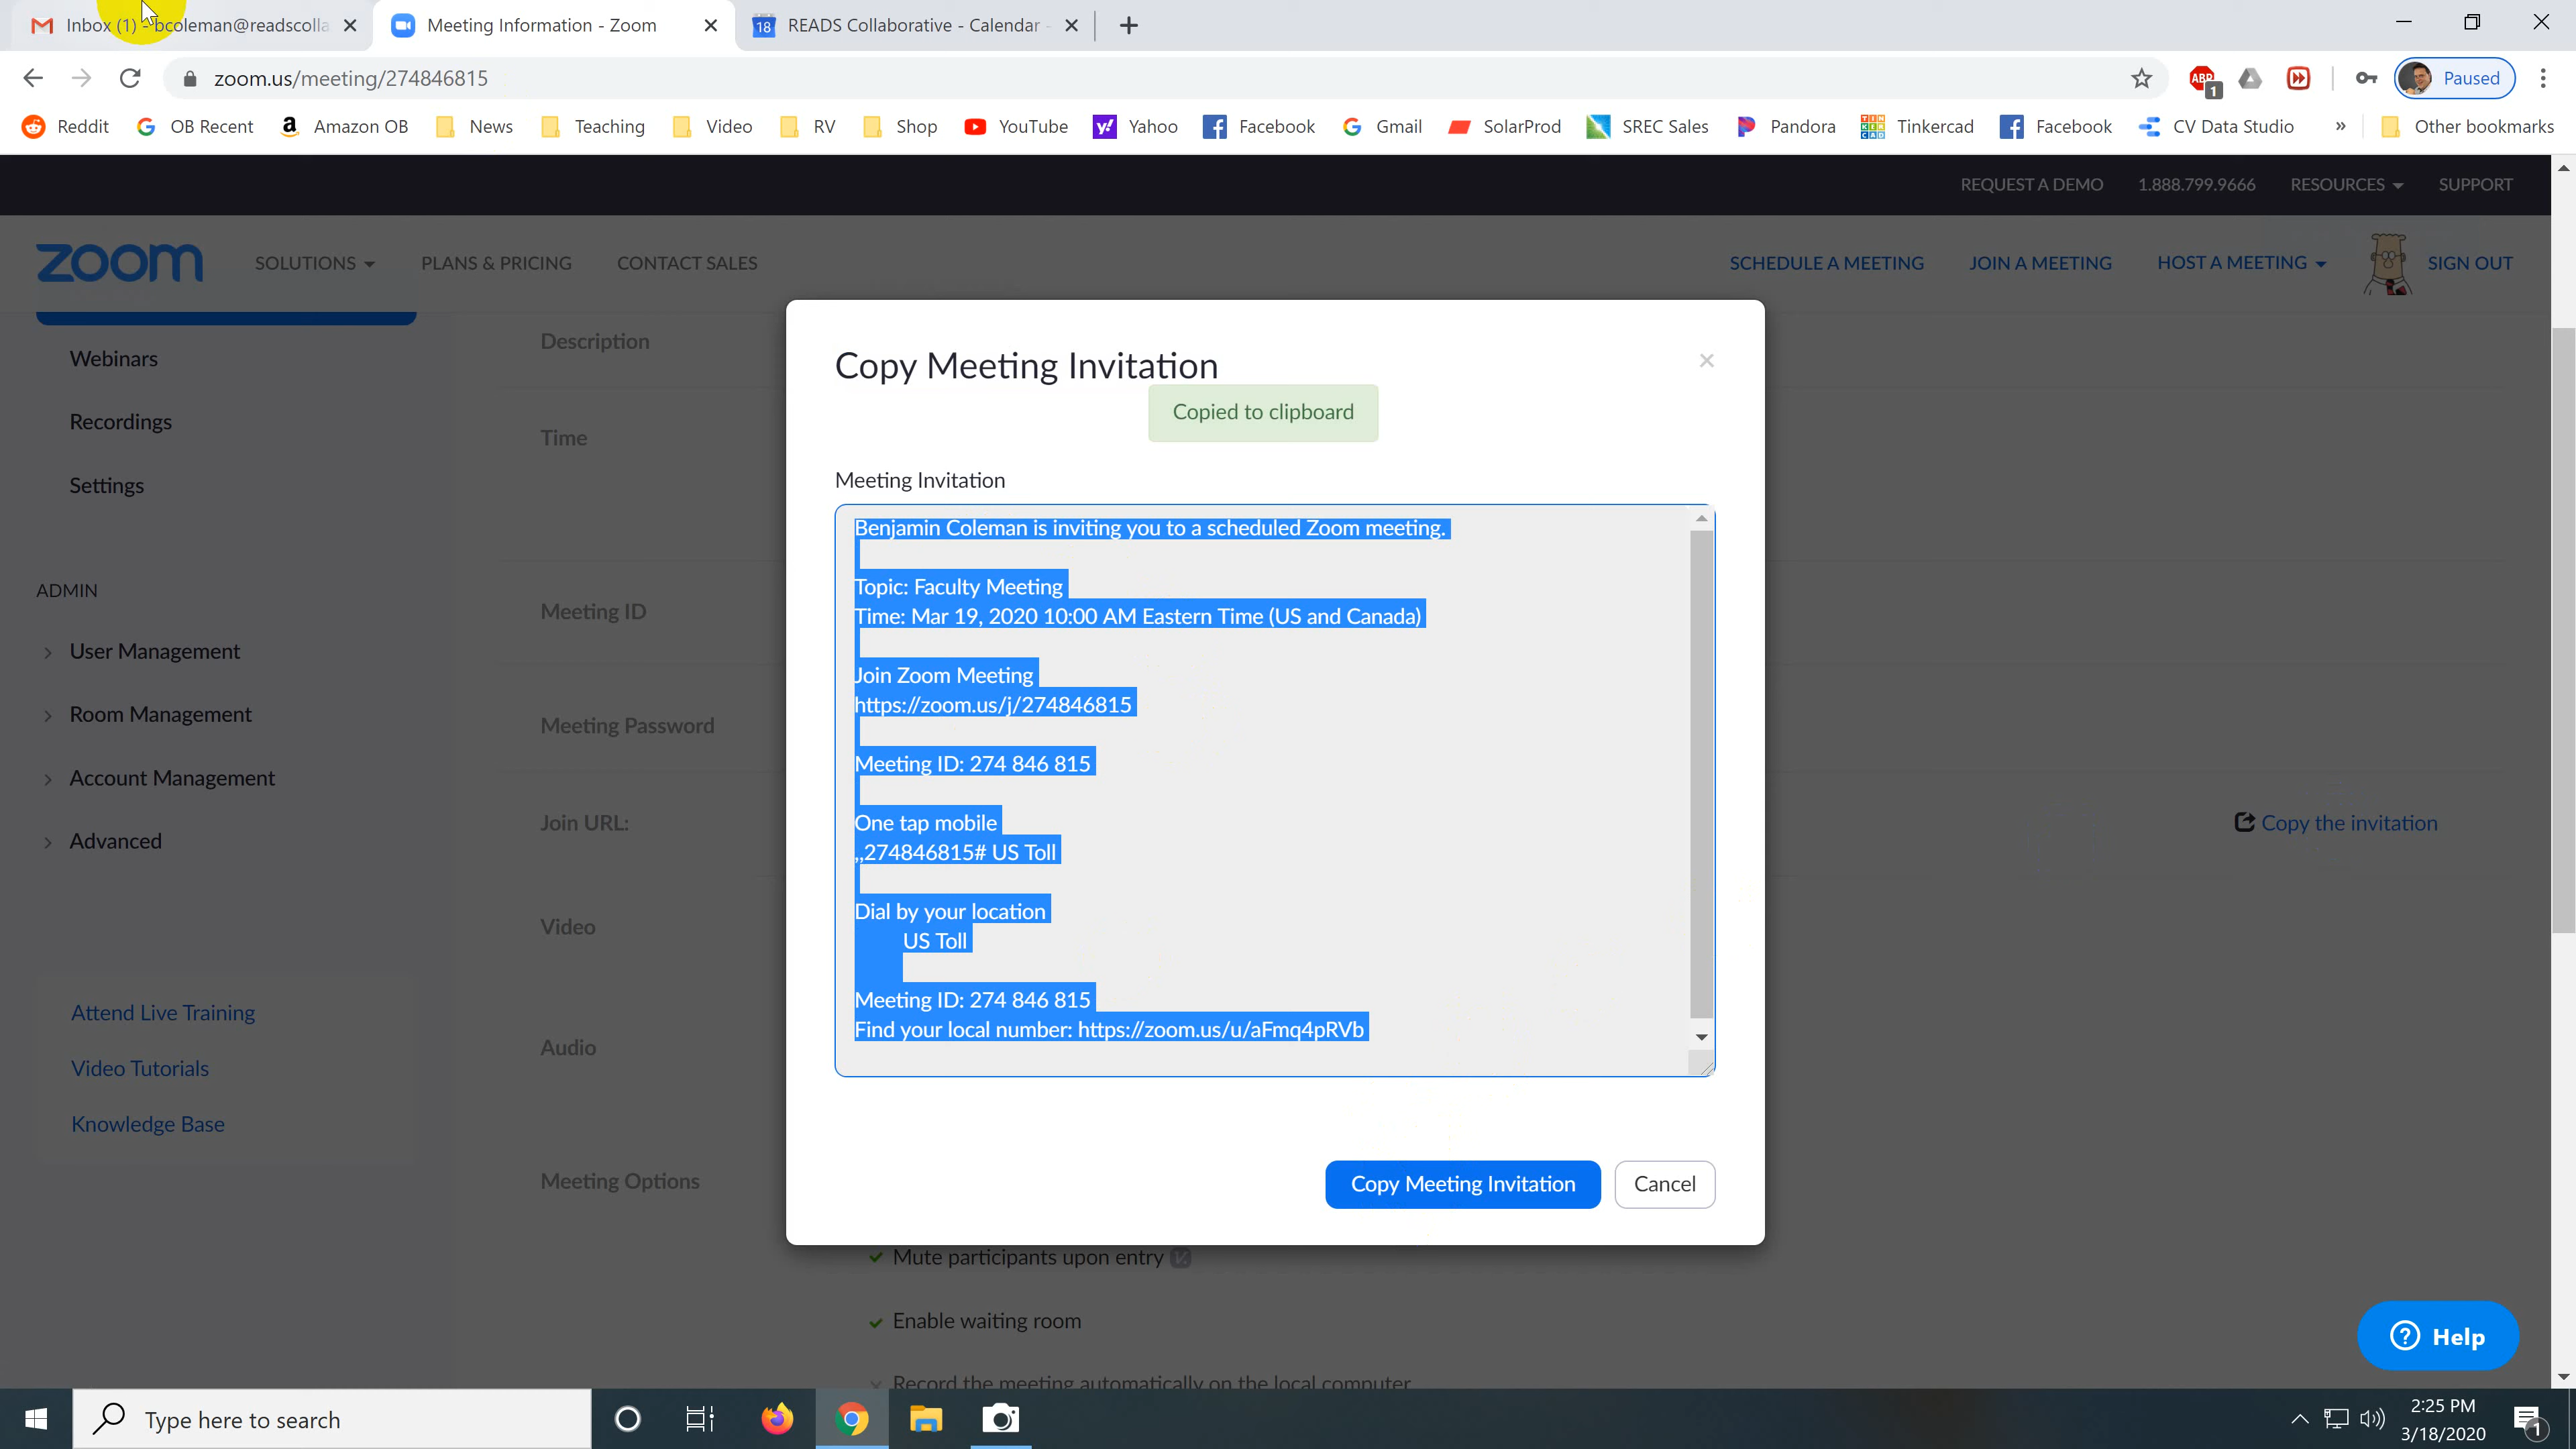 Inbox (1) - bcoleman@readscolla
Meeting Information - Zoom
18
READS Collaborative - Calendar -
zoom.us/meeting/274846815
ABP
1
Paused
Reddit
OB Recent
Amazon OB
News
Teaching
Video
RV
Shop
YouTube
Yahoo
Facebook
Gmail
SolarProd
SREC Sales
Pandora
Tinkercad
Facebook
CV Data Studio
»
Other bookmarks
REQUEST A DEMO
1.888.799.9666
RESOURCES
SUPPORT
zoom
SOLUTIONS
PLANS & PRICING
CONTACT SALES
SCHEDULE A MEETING
JOIN A MEETING
HOST A MEETING
SIGN OUT
Webinars
Recordings
Settings
ADMIN
User Management
Room Management
Account Management
Advanced
Attend Live Training
Video Tutorials
Knowledge Base
Description
Time
Meeting ID
Meeting Password
Join URL:
Video
Audio
Meeting Options
Copy Meeting Invitation
×
Copied to clipboard
Meeting Invitation
Benjamin Coleman is inviting you to a scheduled Zoom meeting.
Topic: Faculty Meeting
Time: Mar 19, 2020 10:00 AM Eastern Time (US and Canada)
Join Zoom Meeting
https://zoom.us/j/274846815
Meeting ID: 274 846 815
One tap mobile
,,274846815# US Toll
Dial by your location
US Toll
Meeting ID: 274 846 815
Find your local number: https://zoom.us/u/aFmq4pRVb
Copy Meeting Invitation
Cancel
Copy the invitation
Mute participants upon entry
Enable waiting room
Record the meeting automatically on the local computer
Help
Type here to search
2:25 PM
3/18/2020
1